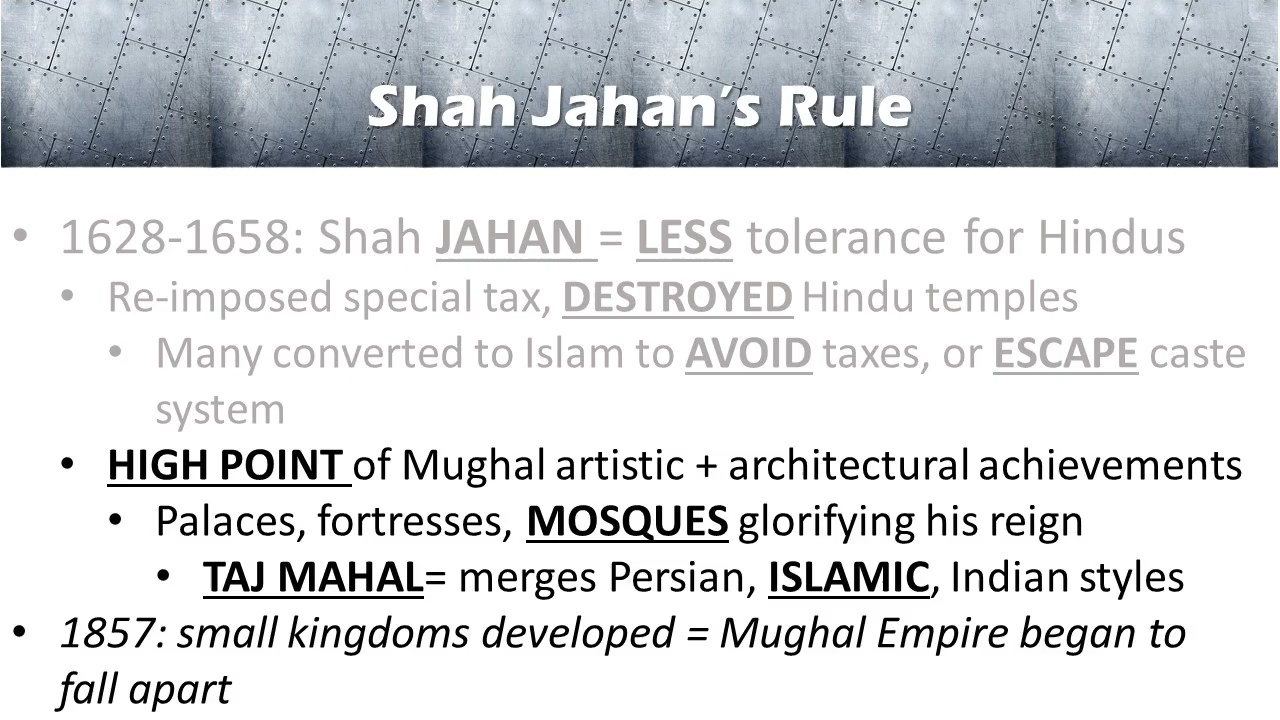 Shah Jahan’s Rule
• 1628-1658: Shah JAHAN = LESS tolerance for Hindus
• Re-imposed special tax, DESTROYED Hindu temples
• Many converted to Islam to AVOID taxes, or ESCAPE caste
system
• HIGH POINT of Mughal artistic + architectural achievements
• Palaces, fortresses, MOSQUES glorifying his reign
• TAJ MAHAL= merges Persian, ISLAMIC, Indian styles
• 1857: small kingdoms developed = Mughal Empire began to
fall apart